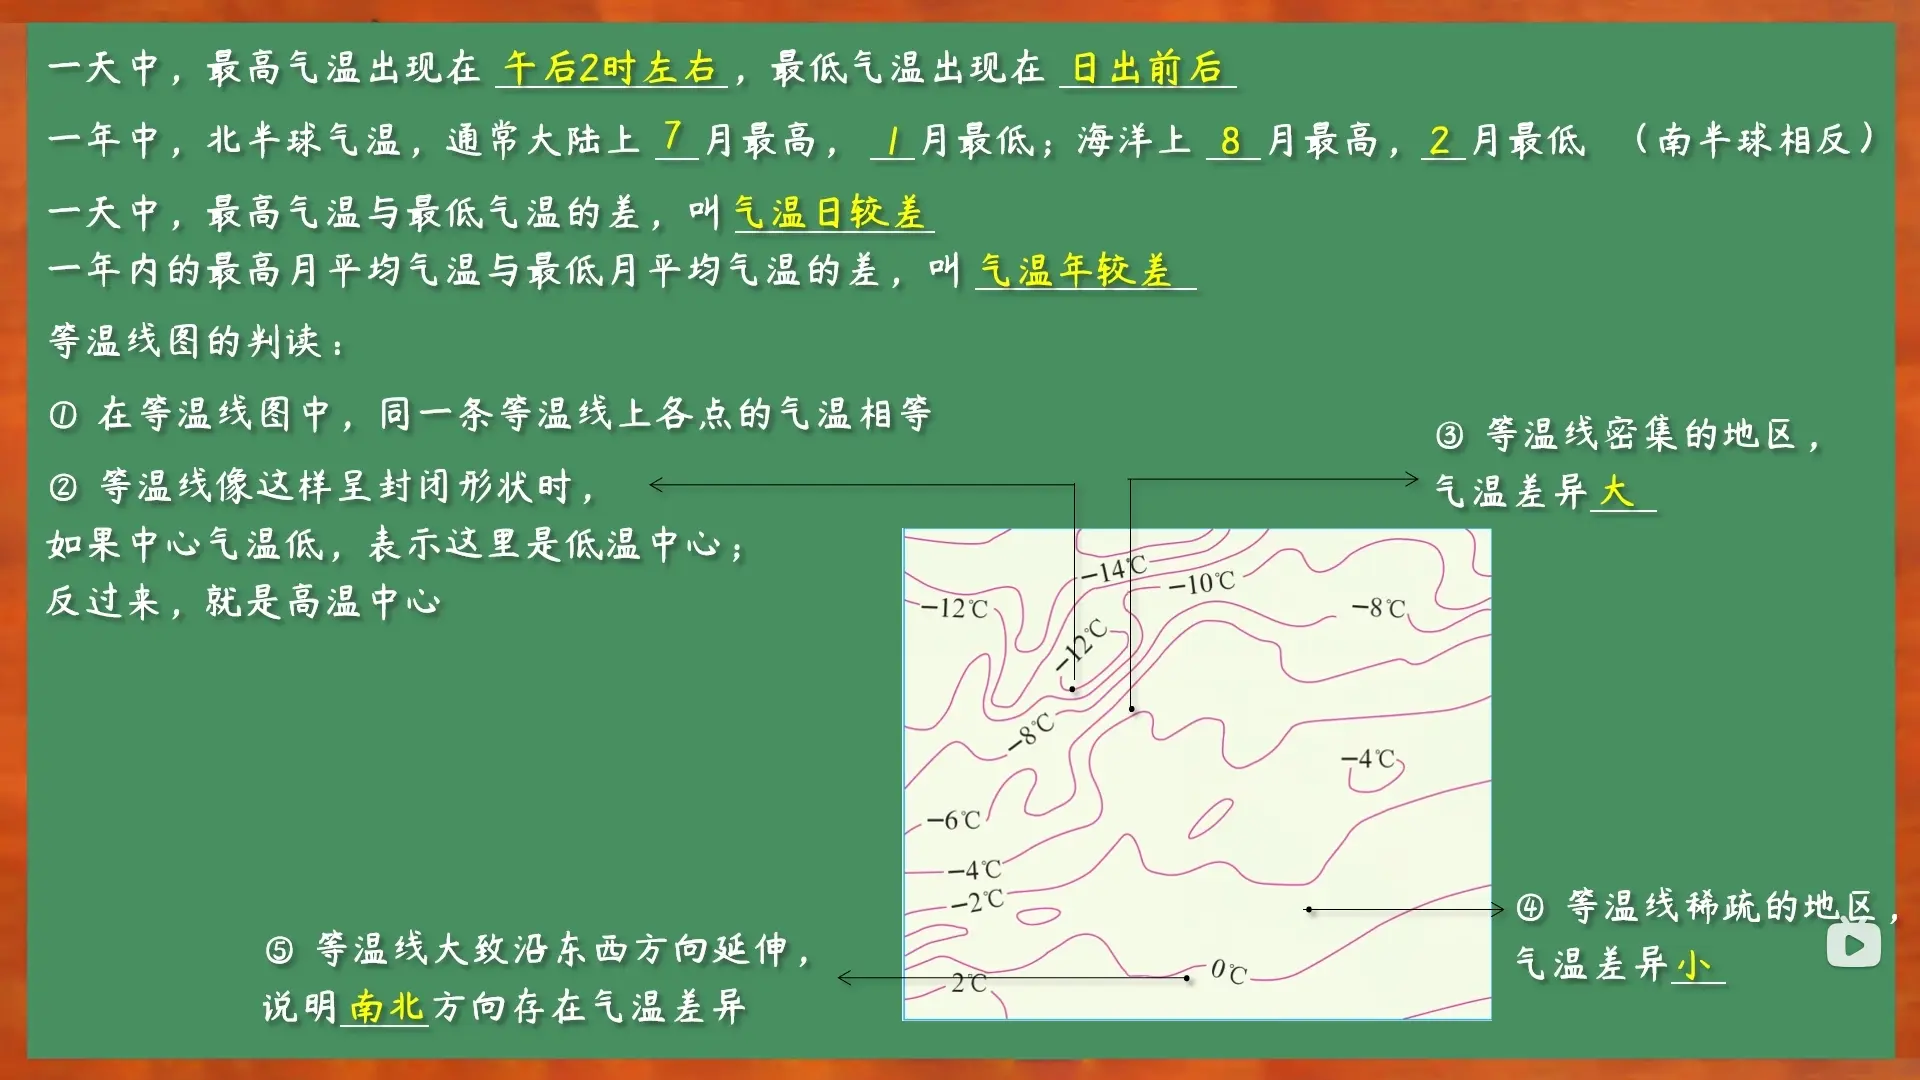 一天中，最高气温出现在 午后2时左右 ，最低气温出现在 日出前后
一年中，北半球气温，通常大陆上 7 月最高， 1 月最低；海洋上 8 月最高，2 月最低 （南半球相反）
一天中，最高气温与最低气温的差，叫 气温日较差
一年内的最高月平均气温与最低月平均气温的差，叫 气温年较差
等温线图的判读：
① 在等温线图中，同一条等温线上各点的气温相等
② 等温线像这样呈封闭形状时，
如果中心气温低，表示这里是低温中心；
反过来，就是高温中心
③ 等温线密集的地区，
气温差异 大
−14℃
−10℃
−12℃
−8℃
−12℃
−8℃
−4℃
−6℃
−4℃
−2℃
0℃
2℃
④ 等温线稀疏的地区，
气温差异 小
⑤ 等温线大致沿东西方向延伸，
说明 南北 方向存在气温差异